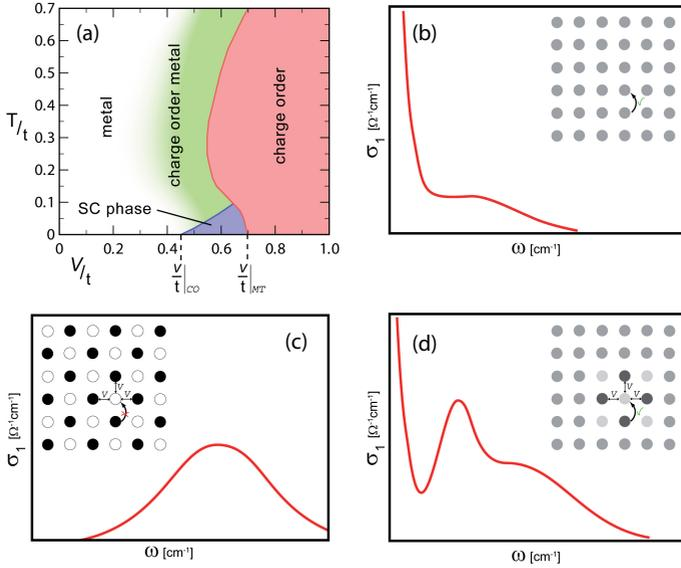 (a)
0.7
0.6
0.5
0.4
0.3
0.2
0.1
0
T/t
metal
charge order metal
charge order
SC phase
0 0.2 0.4 0.6 0.8 1.0
V/t
v/t|CO v/t|MT
(b)
σ1 [Ω-1cm-1]
ω [cm-1]
✓
(c)
σ1 [Ω-1cm-1]
V
V V
ω [cm-1]
(d)
σ1 [Ω-1cm-1]
V
V V
✓
ω [cm-1]